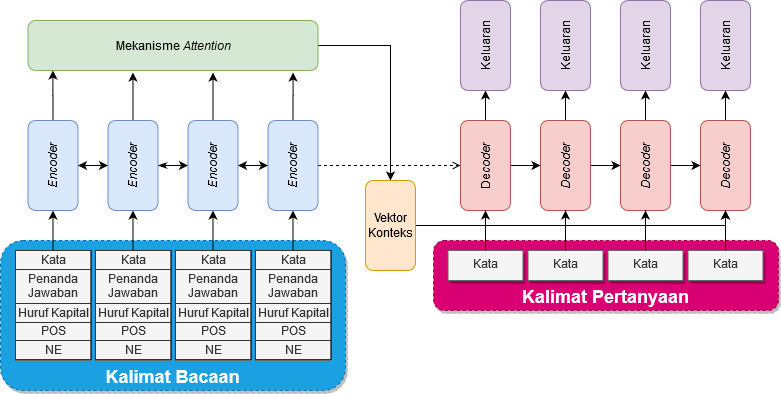 Mekanisme Attention
Keluaran
Keluaran
Keluaran
Keluaran
Encoder
Encoder
Encoder
Encoder
Decoder
Decoder
Decoder
Decoder
Vektor
Konteks
Kata
Kata
Kata
Kata
Penanda
Jawaban
Penanda
Jawaban
Penanda
Jawaban
Penanda
Jawaban
Huruf Kapital
Huruf Kapital
Huruf Kapital
Huruf Kapital
POS
POS
POS
POS
NE
NE
NE
NE
Kalimat Bacaan
Kata
Kata
Kata
Kata
Kalimat Pertanyaan